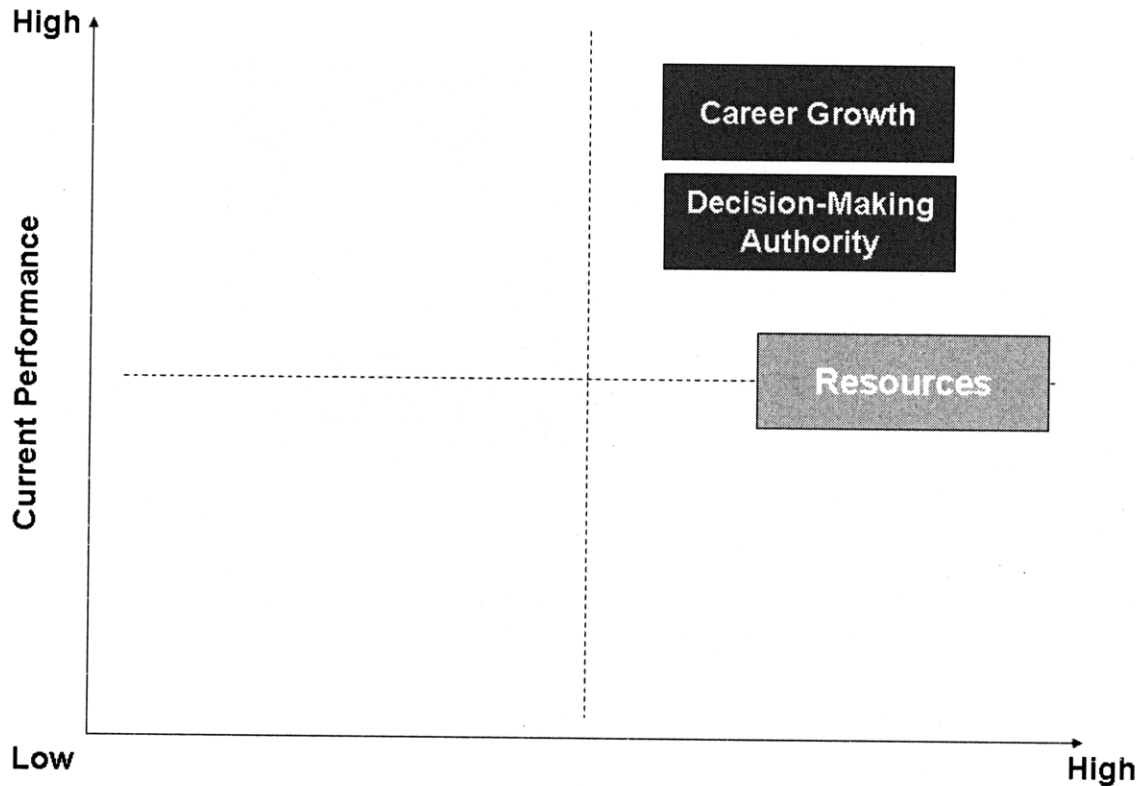 High
Career Growth
Decision-Making
Authority
Current Performance
Resources
Low
High